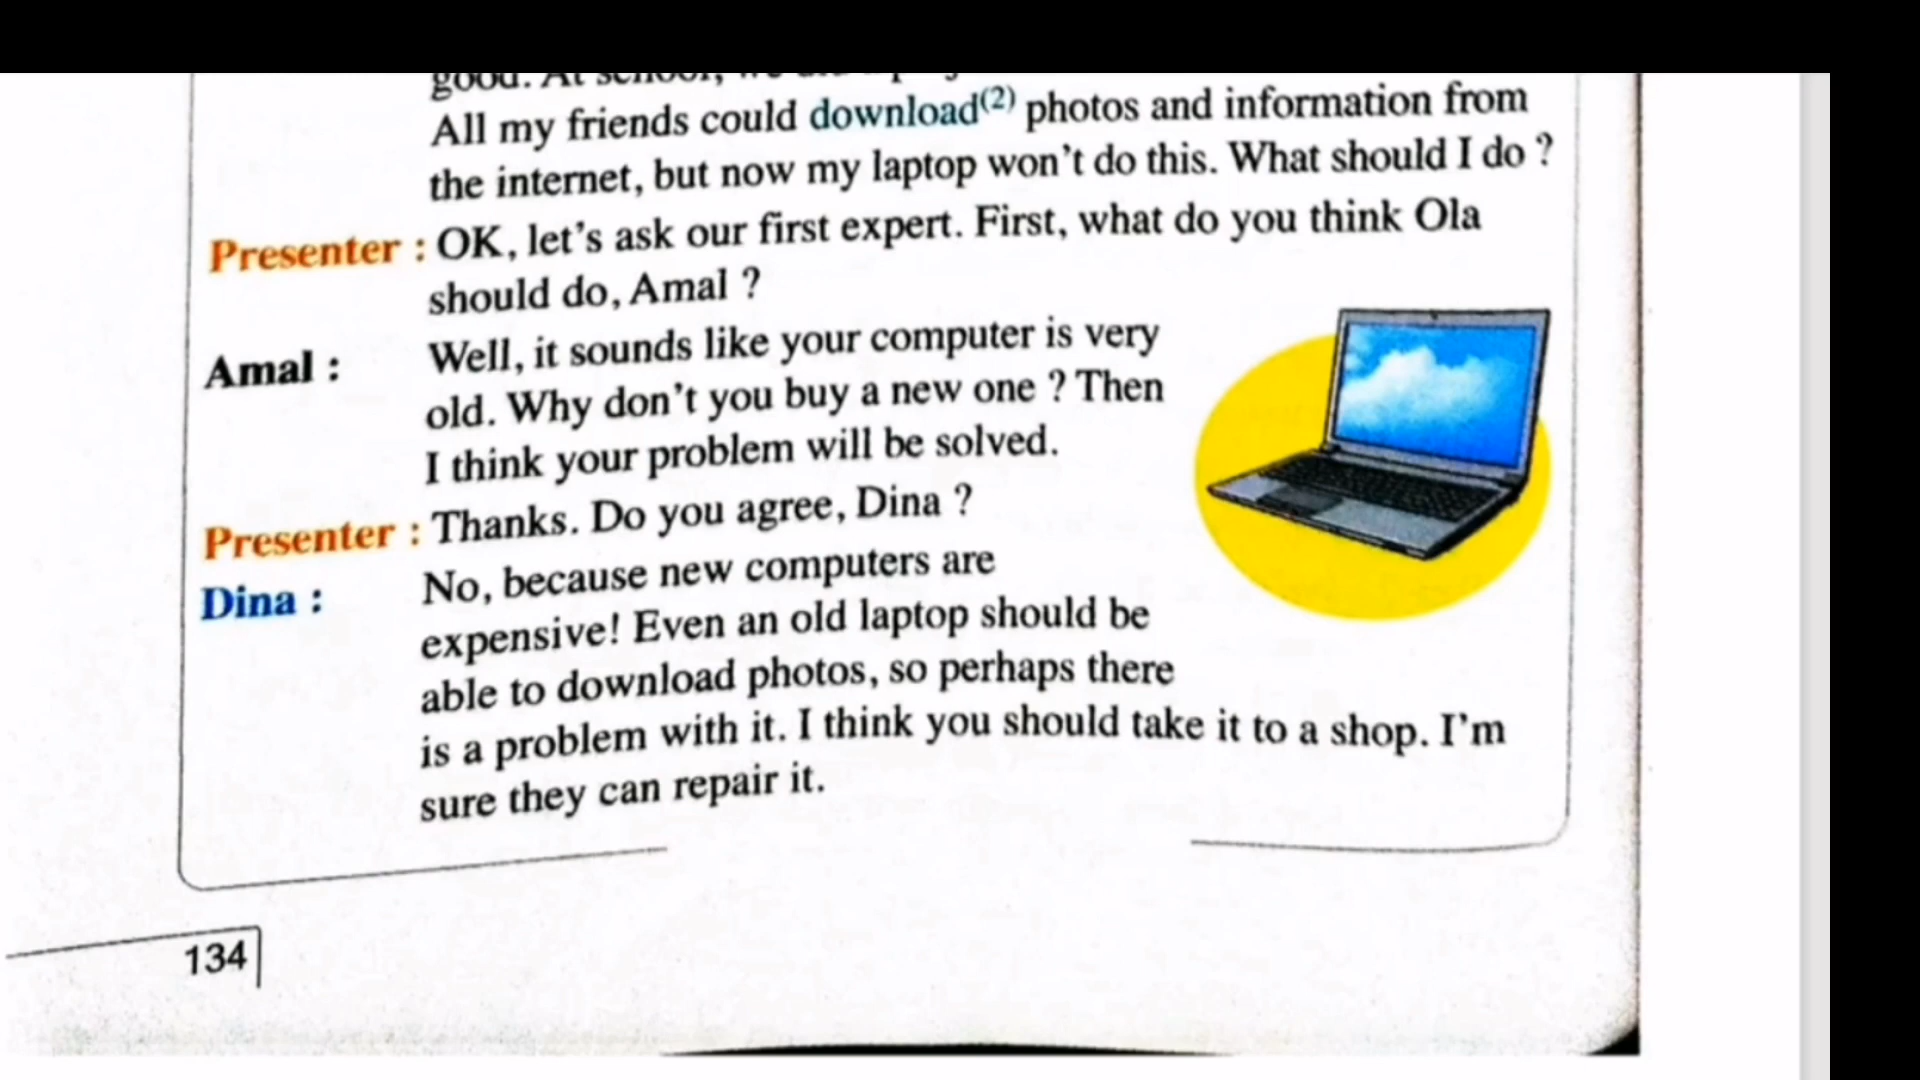 good. At school, we did a
All my friends could download(2) photos and information from
the internet, but now my laptop won't do this. What should I do ?
Presenter : OK, let's ask our first expert. First, what do you think Ola
should do, Amal ?
Amal : Well, it sounds like your computer is very
old. Why don't you buy a new one ? Then
I think your problem will be solved.
Presenter : Thanks. Do you agree, Dina ?
Dina : No, because new computers are
expensive! Even an old laptop should be
able to download photos, so perhaps there
is a problem with it. I think you should take it to a shop. I'm
sure they can repair it.
134